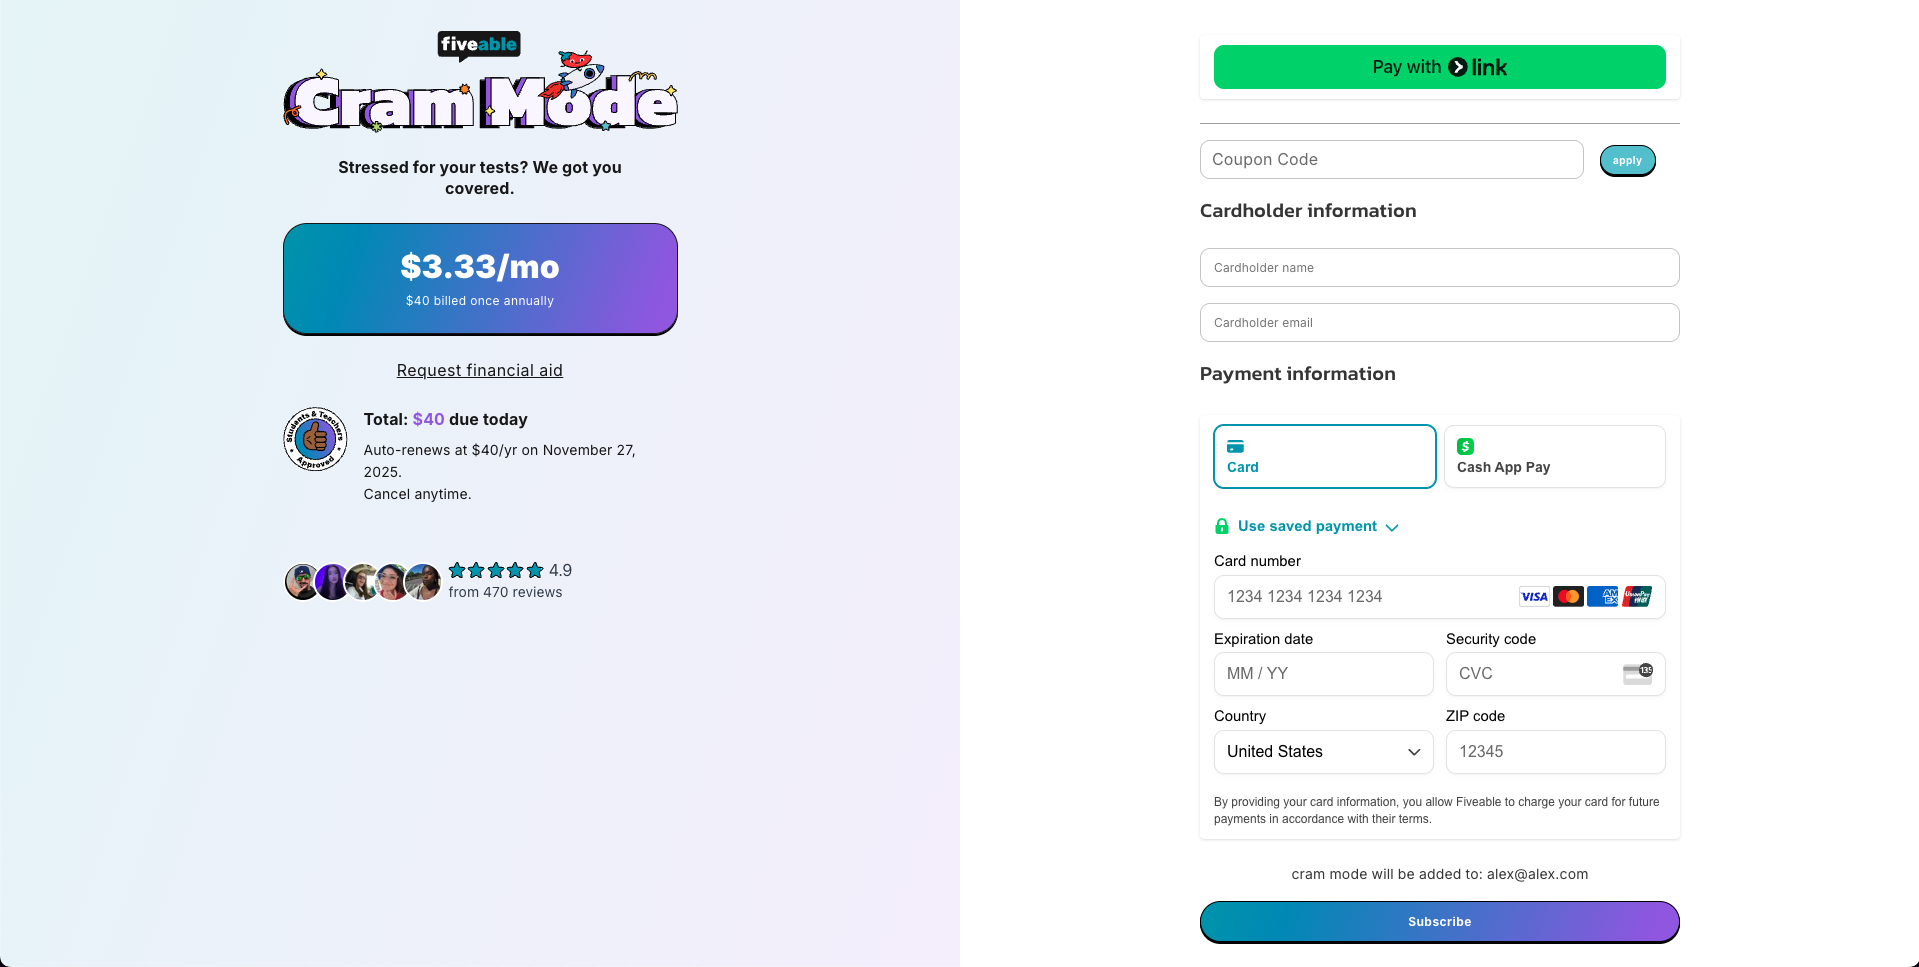 fiveable
Cram Mode
Stressed for your tests? We got you
covered.
$3.33/mo
$40 billed once annually
Request financial aid
Students & Teachers
Approved
Total: $40 due today
Auto-renews at $40/yr on November 27,
2025.
Cancel anytime.
4.9
from 470 reviews
Pay with link
Coupon Code
apply
Cardholder information
Cardholder name
Cardholder email
Payment information
Card
Cash App Pay
Use saved payment
Card number
1234 1234 1234 1234
VISA
AMEX
UnionPay
Expiration date
Security code
MM / YY
CVC
Country
ZIP code
United States
12345
By providing your card information, you allow Fiveable to charge your card for future
payments in accordance with their terms.
cram mode will be added to: alex@alex.com
Subscribe